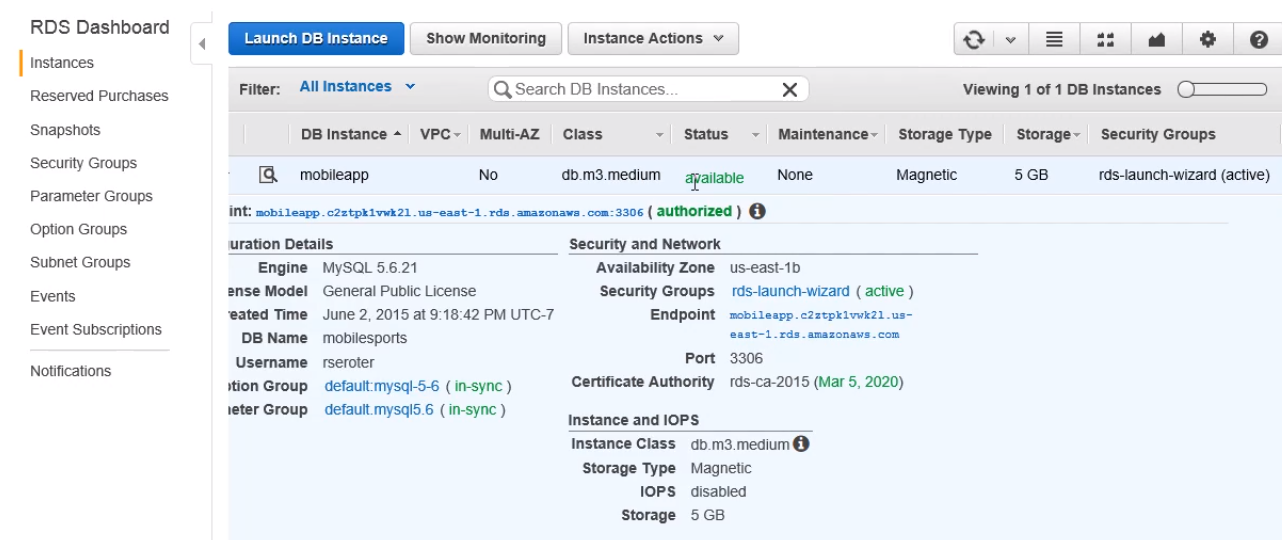 RDS Dashboard
Instances
Reserved Purchases
Snapshots
Security Groups
Parameter Groups
Option Groups
Subnet Groups
Events
Event Subscriptions
Notifications
Launch DB Instance Show Monitoring Instance Actions
Filter: All Instances Search DB Instances... Viewing 1 of 1 DB Instances
DB Instance VPC Multi-AZ Class Status Maintenance Storage Type Storage Security Groups
mobileapp No db.m3.medium available None Magnetic 5 GB rds-launch-wizard (active)
int: mobileapp.c2ztpk1vwk2l.us-east-1.rds.amazonaws.com:3306 ( authorized )
uration Details
Engine MySQL 5.6.21
ense Model General Public License
eated Time June 2, 2015 at 9:18:42 PM UTC-7
DB Name mobilesports
Username rseroter
ption Group default:mysql-5-6 ( in-sync )
neter Group default.mysql5.6 ( in-sync )
Security and Network
Availability Zone us-east-1b
Security Groups rds-launch-wizard ( active )
Endpoint mobileapp.c2ztpk1vwk2l.us-
east-1.rds.amazonaws.com
Port 3306
Certificate Authority rds-ca-2015 (Mar 5, 2020)
Instance and IOPS
Instance Class db.m3.medium
Storage Type Magnetic
IOPS disabled
Storage 5 GB